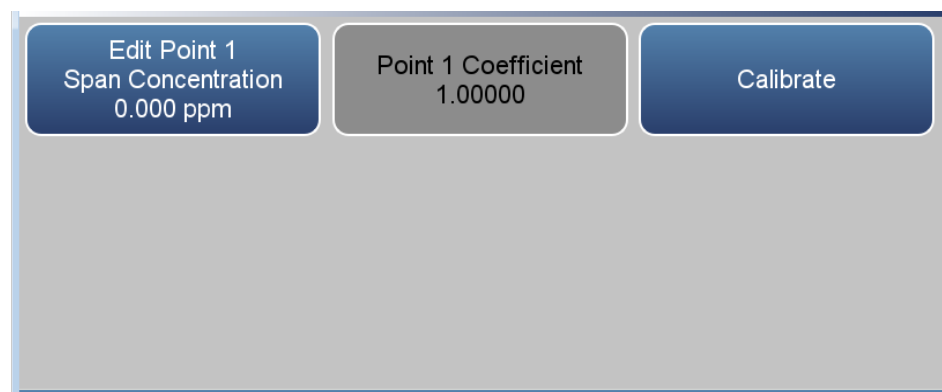 Edit Point 1
Span Concentration
0.000 ppm
Point 1 Coefficient
1.00000
Calibrate